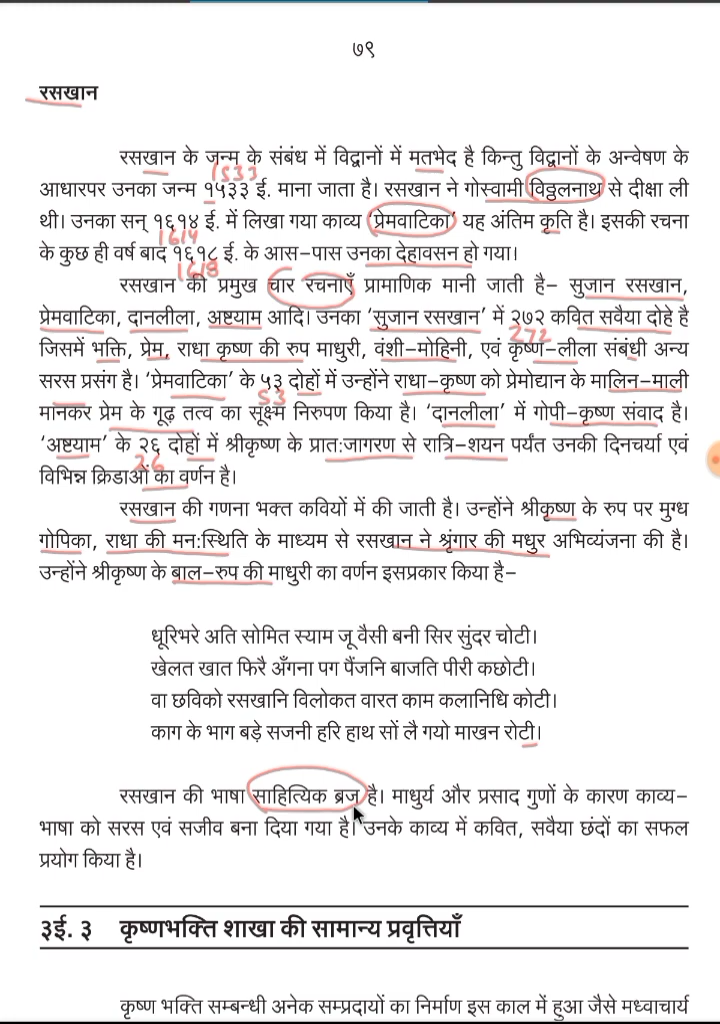 ७९
रसखान
रसखान के जन्म के संबंध में विद्वानों में मतभेद है किन्तु विद्वानों के अन्वेषण के
1533
आधारपर उनका जन्म १५३३ ई. माना जाता है। रसखान ने गोस्वामी विठ्ठलनाथ से दीक्षा ली
थी। उनका सन् १६१४ ई. में लिखा गया काव्य 'प्रेमवाटिका' यह अंतिम कृति है। इसकी रचना
1614
के कुछ ही वर्ष बाद १६१८ ई. के आस-पास उनका देहावसन हो गया।
1618
रसखान की प्रमुख चार रचनाएँ प्रामाणिक मानी जाती है- सुजान रसखान,
प्रेमवाटिका, दानलीला, अष्टयाम आदि। उनका 'सुजान रसखान' में २७२ कवित सवैया दोहे है
272
जिसमें भक्ति, प्रेम, राधा कृष्ण की रुप माधुरी, वंशी-मोहिनी, एवं कृष्ण-लीला संबंधी अन्य
सरस प्रसंग है। 'प्रेमवाटिका' के ५३ दोहों में उन्होंने राधा-कृष्ण को प्रेमोद्यान के मालिन-माली
53
मानकर प्रेम के गूढ़ तत्व का सूक्ष्म निरुपण किया है। 'दानलीला' में गोपी-कृष्ण संवाद है।
'अष्टयाम' के २६ दोहों में श्रीकृष्ण के प्रात:जागरण से रात्रि-शयन पर्यंत उनकी दिनचर्या एवं
26
विभिन्न क्रिडाओं का वर्णन है।
रसखान की गणना भक्त कवियों में की जाती है। उन्होंने श्रीकृष्ण के रुप पर मुग्ध
गोपिका, राधा की मन:स्थिति के माध्यम से रसखान ने श्रृंगार की मधुर अभिव्यंजना की है।
उन्होंने श्रीकृष्ण के बाल-रुप की माधुरी का वर्णन इसप्रकार किया है-
धूरिभरे अति सोमित स्याम जू वैसी बनी सिर सुंदर चोटी।
खेलत खात फिरै अँगना पग पैंजनि बाजति पीरी कछोटी।
वा छविको रसखानि विलोकत वारत काम कलानिधि कोटी।
काग के भाग बड़े सजनी हरि हाथ सों लै गयो माखन रोटी।
रसखान की भाषा साहित्यिक ब्रज है। माधुर्य और प्रसाद गुणों के कारण काव्य-
भाषा को सरस एवं सजीव बना दिया गया है। उनके काव्य में कवित, सवैया छंदों का सफल
प्रयोग किया है।
३ई. ३ कृष्णभक्ति शाखा की सामान्य प्रवृत्तियाँ
कृष्ण भक्ति सम्बन्धी अनेक सम्प्रदायों का निर्माण इस काल में हुआ जैसे मध्वाचार्य